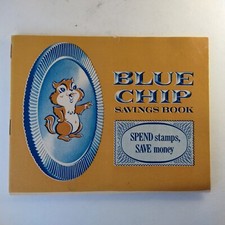 BLUE
CHIP
SAVINGS BOOK
SPEND stamps,
SAVE money